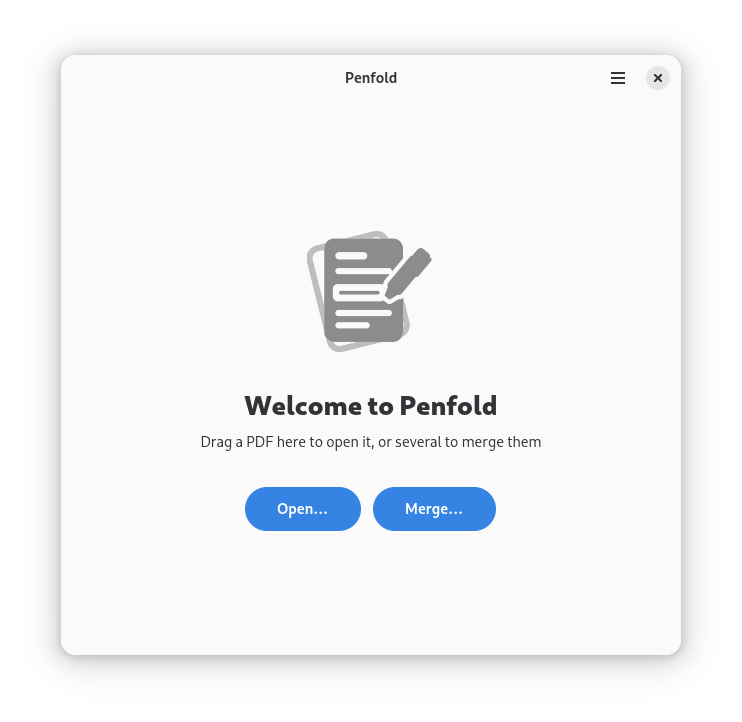 Penfold
Welcome to Penfold
Drag a PDF here to open it, or several to merge them
Open… Merge…